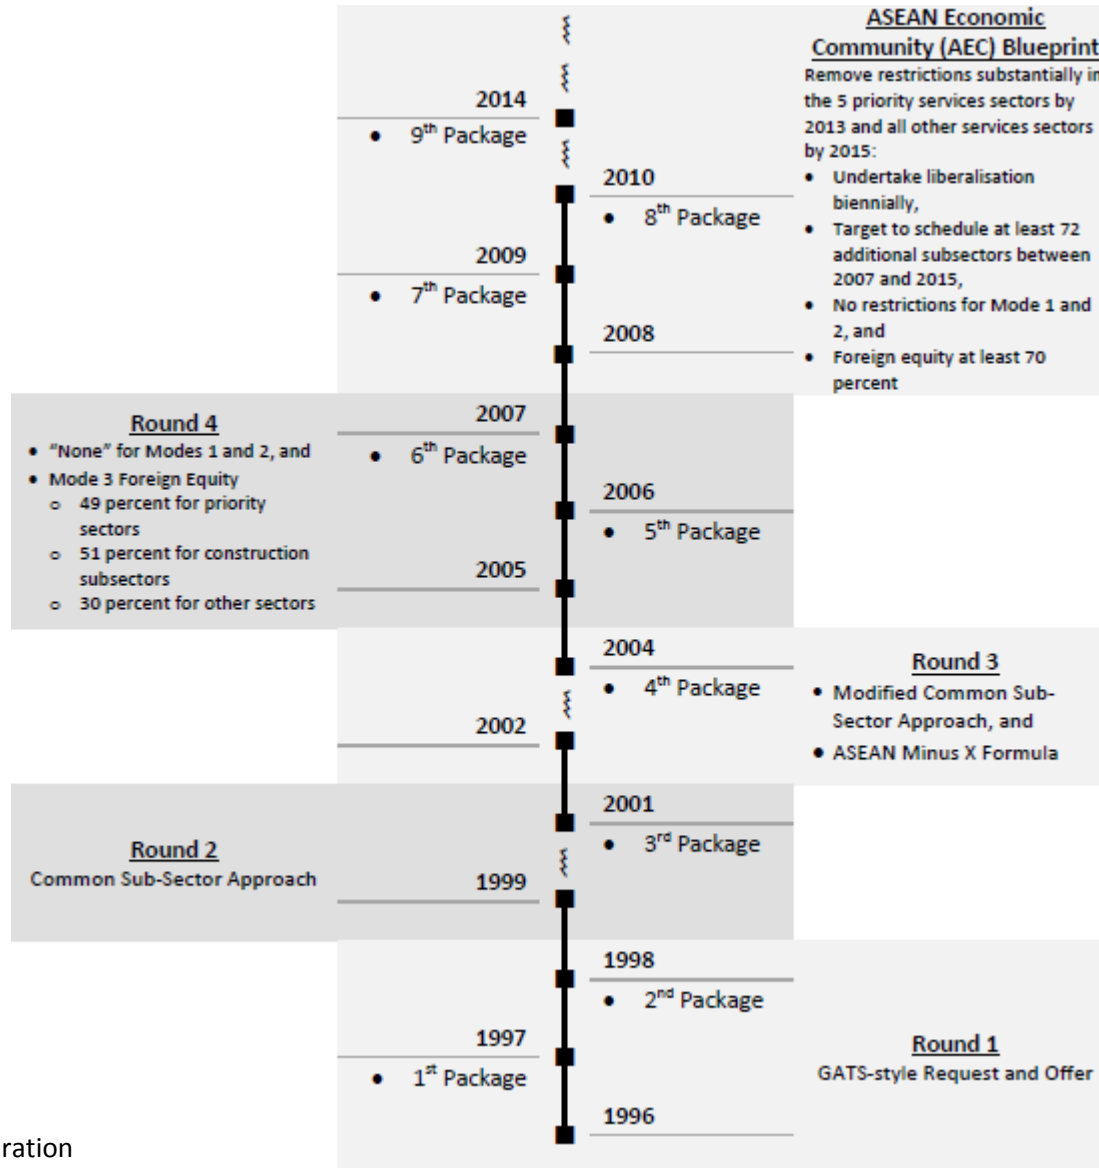 ASEAN Economic
Community (AEC) Blueprint
Remove restrictions substantially in
the 5 priority services sectors by
2013 and all other services sectors
by 2015:
• Undertake liberalisation
biennially,
• Target to schedule at least 72
additional subsectors between
2007 and 2015,
• No restrictions for Mode 1 and
2, and
• Foreign equity at least 70
percent
2014
• 9th Package
2010
• 8th Package
2009
• 7th Package
2008
Round 4
• "None" for Modes 1 and 2, and
• Mode 3 Foreign Equity
o 49 percent for priority
sectors
o 51 percent for construction
subsectors
o 30 percent for other sectors
2007
• 6th Package
2006
• 5th Package
2005
2004
• 4th Package
Round 3
• Modified Common Sub-
Sector Approach, and
• ASEAN Minus X Formula
2002
2001
• 3rd Package
Round 2
Common Sub-Sector Approach
1999
1998
• 2nd Package
1997
• 1st Package
Round 1
GATS-style Request and Offer
1996
ration